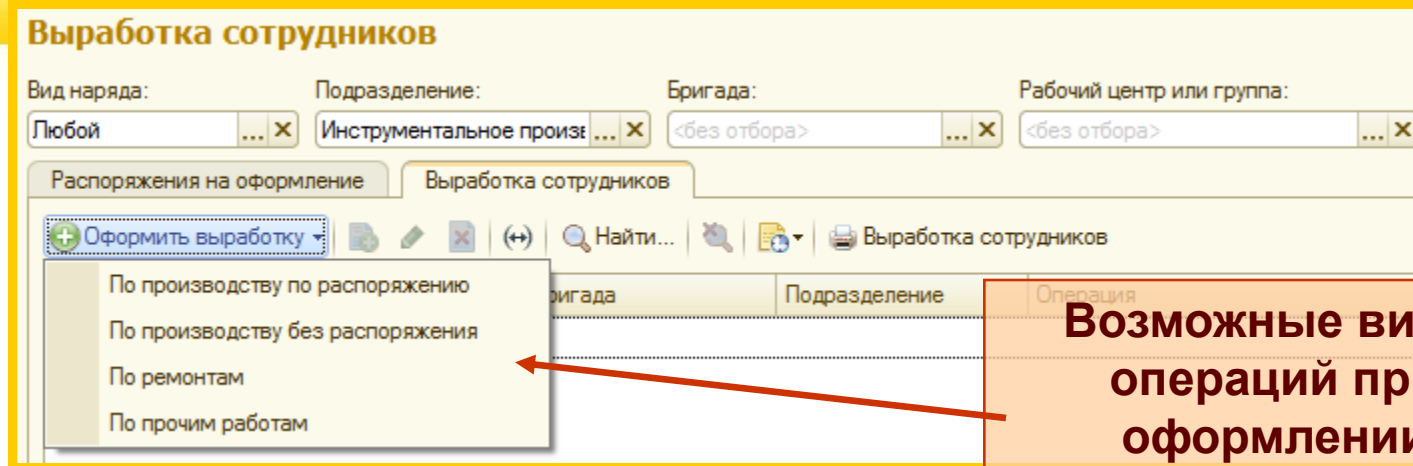 Выработка сотрудников
Вид наряда: Подразделение: Бригада: Рабочий центр или группа:
Любой ... × Инструментальное произв ... × <без отбора> ... × <без отбора> ... ×
Распоряжения на оформление Выработка сотрудников
Оформить выработку Найти... Выработка сотрудников
По производству по распоряжению
ригада Подразделение Операция
По производству без распоряжения
По ремонтам
По прочим работам
Возможные ви
операций пр
оформлени